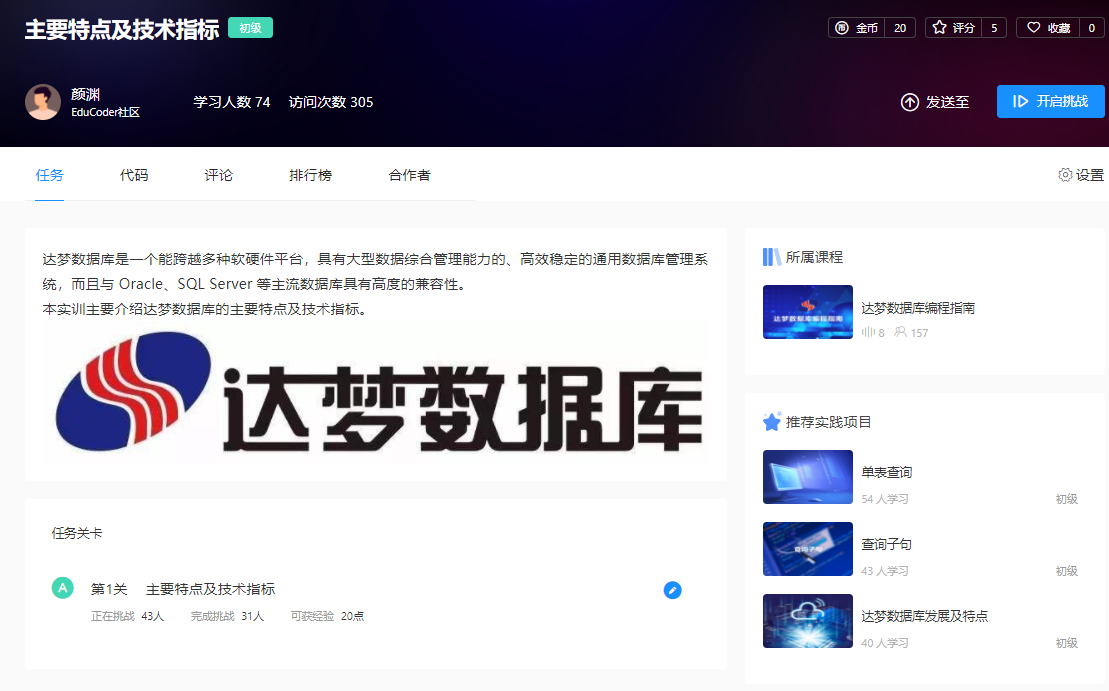 主要特点及技术指标 初级
金币 20 评分 5 收藏 0
颜渊
EduCoder社区
学习人数 74 访问次数 305
发送至 开启挑战
任务 代码 评论 排行榜 合作者 设置
达梦数据库是一个能跨越多种软硬件平台，具有大型数据综合管理能力的、高效稳定的通用数据库管理系
统，而且与 Oracle、SQL Server 等主流数据库具有高度的兼容性。
本实训主要介绍达梦数据库的主要特点及技术指标。
达梦数据库
任务关卡
A 第1关 主要特点及技术指标
正在挑战 43人 完成挑战 31人 可获经验 20点
所属课程
达梦数据库编程指南
达梦数据库编程指南
8 157
推荐实践项目
单表查询
54 人学习 初级
查询子句
查询子句
43 人学习 初级
达梦数据库发展及特点
40 人学习 初级